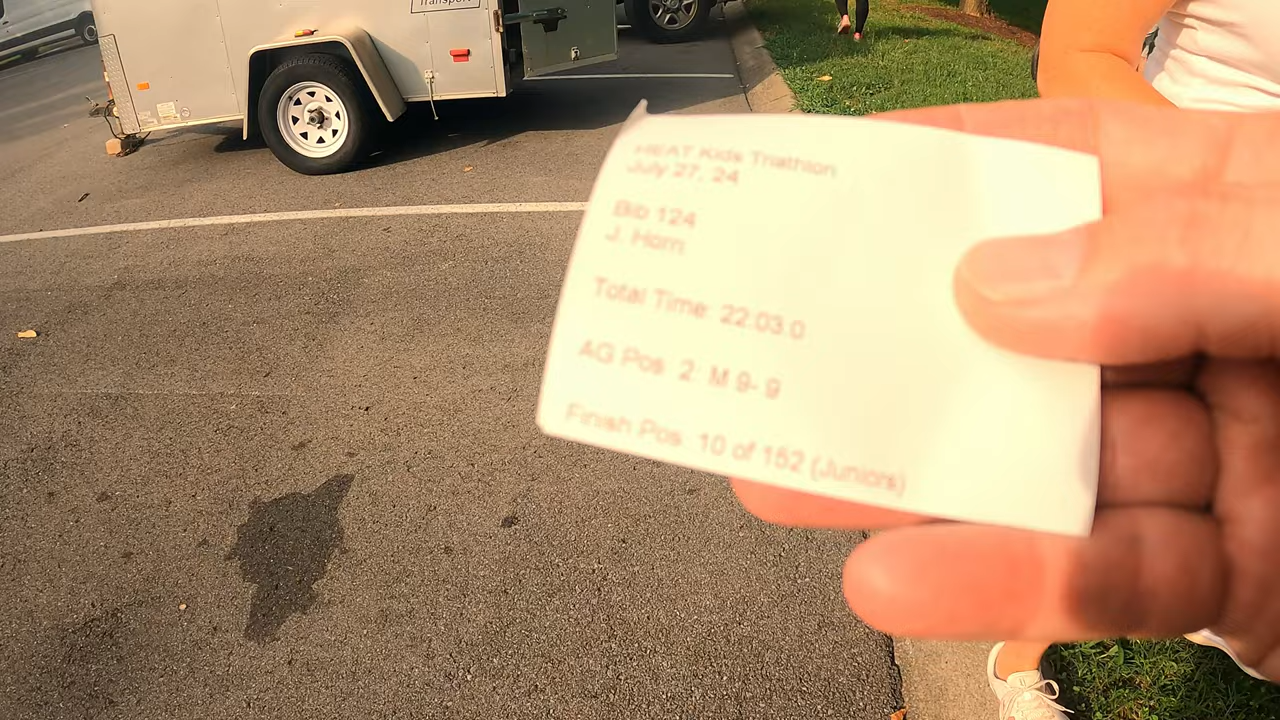 Transport
HEAT Kids Triathlon
July 27, 24
Bib 124
J. Horn
Total Time: 22:03.0
AG Pos: 2: M 9- 9
Finish Pos: 10 of 152 (Juniors)